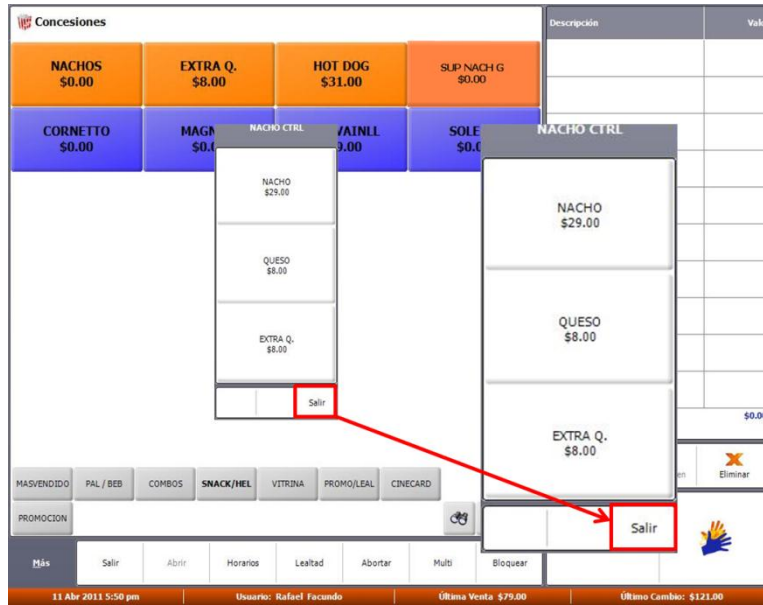 Concesiones
Descripción
NACHOS
$0.00
EXTRA Q.
$8.00
HOT DOG
$31.00
SUP NACH G
$0.00
CORNETTO
$0.00
NACHO CTRL
NACHO
$29.00
QUESO
$8.00
EXTRA Q.
$8.00
Salir
NACHO CTRL
NACHO
$29.00
QUESO
$8.00
EXTRA Q.
$8.00
Salir
Eliminar
MASVENDIDO
PAL / BEB
COMBOS
SNACK/HEL
VITRINA
PROMO/LEAL
CINECARD
PROMOCION
Más
Salir
Abrir
Horarios
Lealtad
Abortar
Multi
Bloquear
11 Abr 2011 5:50 pm
Usuario: Rafael Facundo
Última Venta $79.00
Último Cambio: $121.00